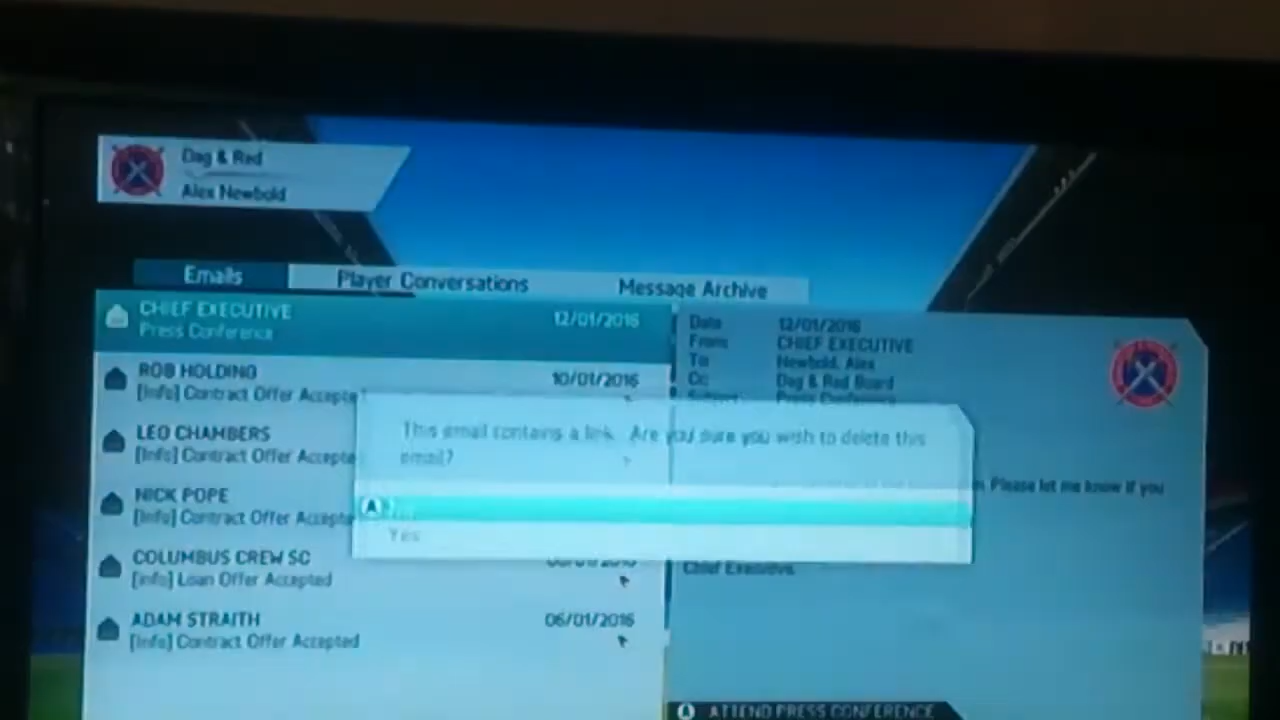 Dag & Red
Alex Newbold
Emails
Player Conversations
Message Archive
CHIEF EXECUTIVE
12/01/2016
Press Conference
ROB HOLDING
10/01/2016
[Info] Contract Offer Accepte
LEO CHAMBERS
[Info] Contract Offer Accepte
NICK POPE
[Info] Contract Offer Accepte
COLUMBUS CREW SC
[Info] Loan Offer Accepted
ADAM STRAITH
06/01/2016
[Info] Contract Offer Accepted
Date 12/01/2016
From: CHIEF EXECUTIVE
To Newbold, Alex
Cc: Dag & Red Board
Subject: Press Conference
This email contains a link. Are you sure you wish to delete this
email?
A
Yes
Please let me know if you
Chief Executive
A ATTEND PRESS CONFERENCE